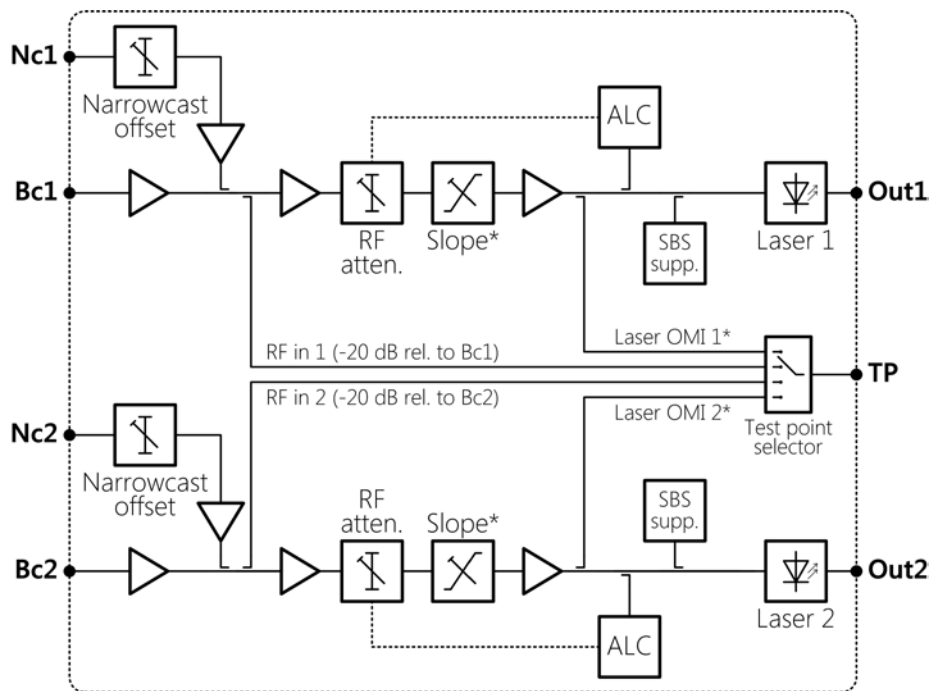 Nc1
Narrowcast
offset
ALC
Bc1
Out1
RF
atten.
Slope*
SBS
supp.
Laser 1
Laser OMI 1*
RF in 1 (-20 dB rel. to Bc1)
TP
RF in 2 (-20 dB rel. to Bc2)
Laser OMI 2*
Test point
selector
Nc2
Narrowcast
offset
RF
atten.
Slope*
SBS
supp.
Bc2
Out2
Laser 2
ALC